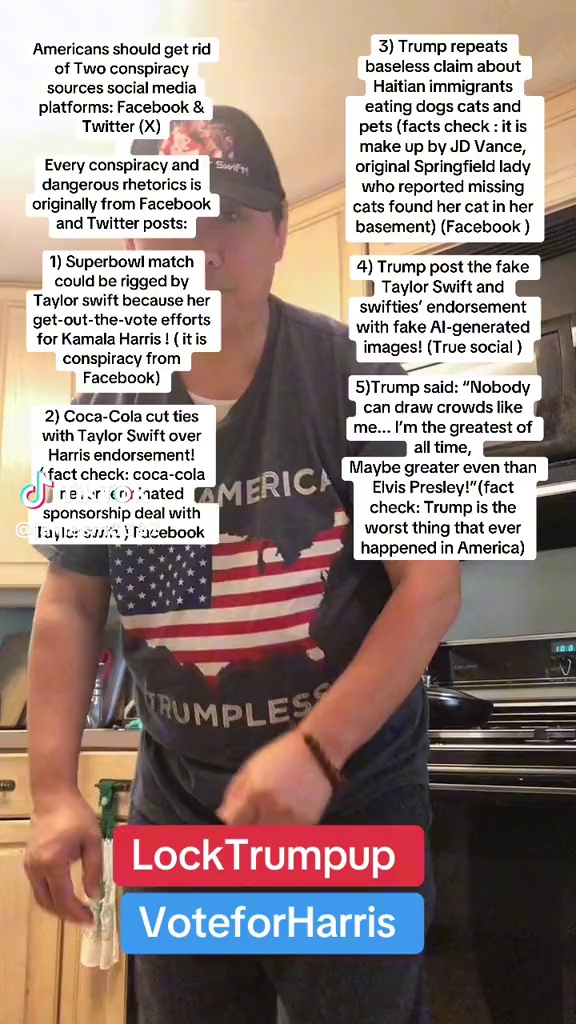 Americans should get rid
of Two conspiracy
sources social media
platforms: Facebook &
Twitter (X)
Every conspiracy and
dangerous rhetorics is
originally from Facebook
and Twitter posts:
1) Superbowl match
could be rigged by
Taylor swift because her
get-out-the-vote efforts
for Kamala Harris ! ( it is
conspiracy from
Facebook)
2) Coca-Cola cut ties
with Taylor Swift over
Harris endorsement!
(fact check: coca-cola
sponsorship deal with
Taylor swift ) Facebook
3) Trump repeats
baseless claim about
Haitian immigrants
eating dogs cats and
pets (facts check : it is
make up by JD Vance,
original Springfield lady
who reported missing
cats found her cat in her
basement) (Facebook )
4) Trump post the fake
Taylor Swift and
swifties’ endorsement
with fake AI-generated
images! (True social )
5)Trump said: “Nobody
can draw crowds like
me... I’m the greatest of
all time,
Maybe greater even than
Elvis Presley!”(fact
check: Trump is the
worst thing that ever
happened in America)
Swift!
AMERICA
TRUMPLESS
LockTrumpup
VoteforHarris